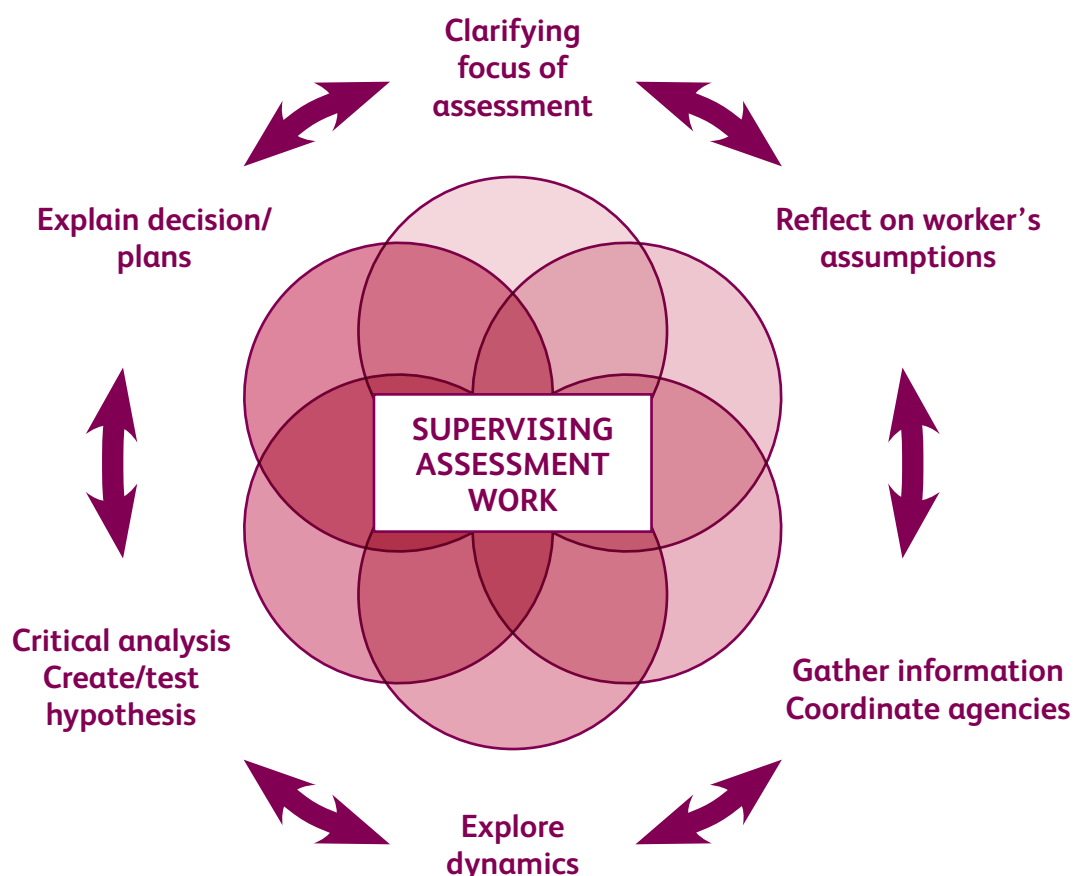 Clarifying
focus of
assessment
Explain decision/
plans
Reflect on worker’s
assumptions
SUPERVISING
ASSESSMENT
WORK
Critical analysis
Create/test
hypothesis
Gather information
Coordinate agencies
Explore
dynamics